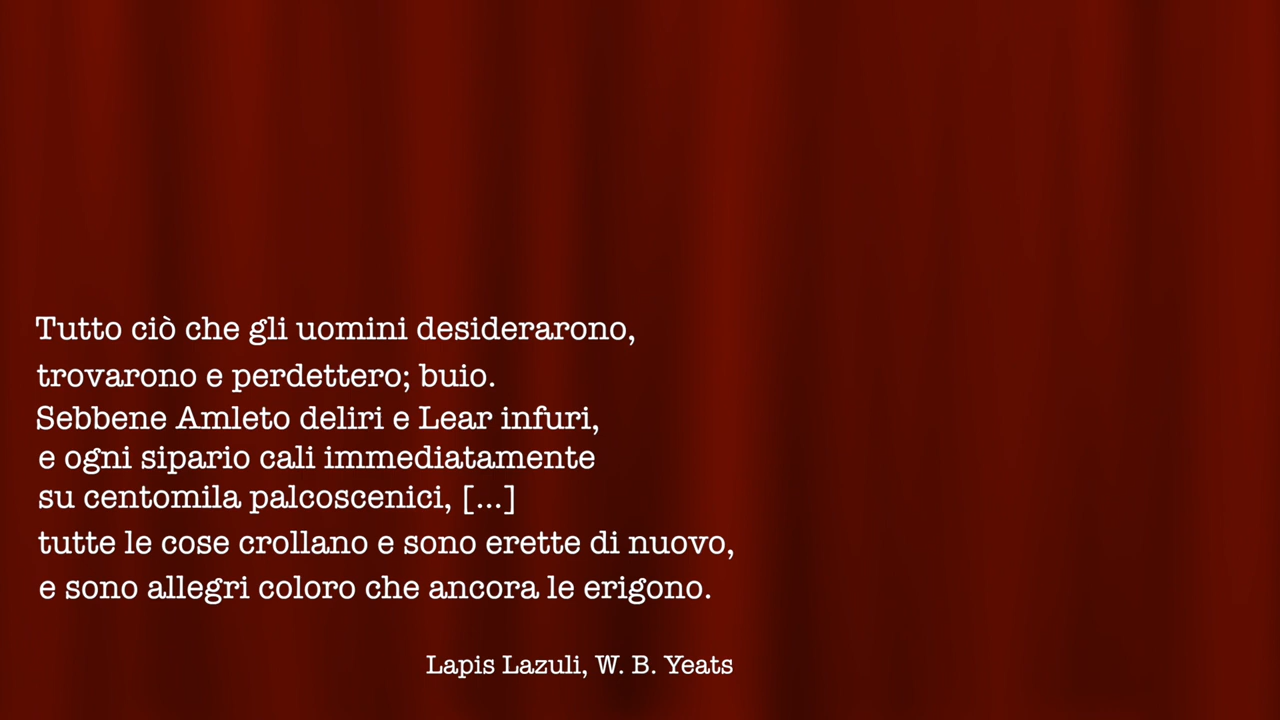 Tutto ciò che gli uomini desiderarono,
trovarono e perdettero; buio.
Sebbene Amleto deliri e Lear infuri,
e ogni sipario cali immediatamente
su centomila palcoscenici, [...]
tutte le cose crollano e sono erette di nuovo,
e sono allegri coloro che ancora le erigono.
Lapis Lazuli, W. B. Yeats